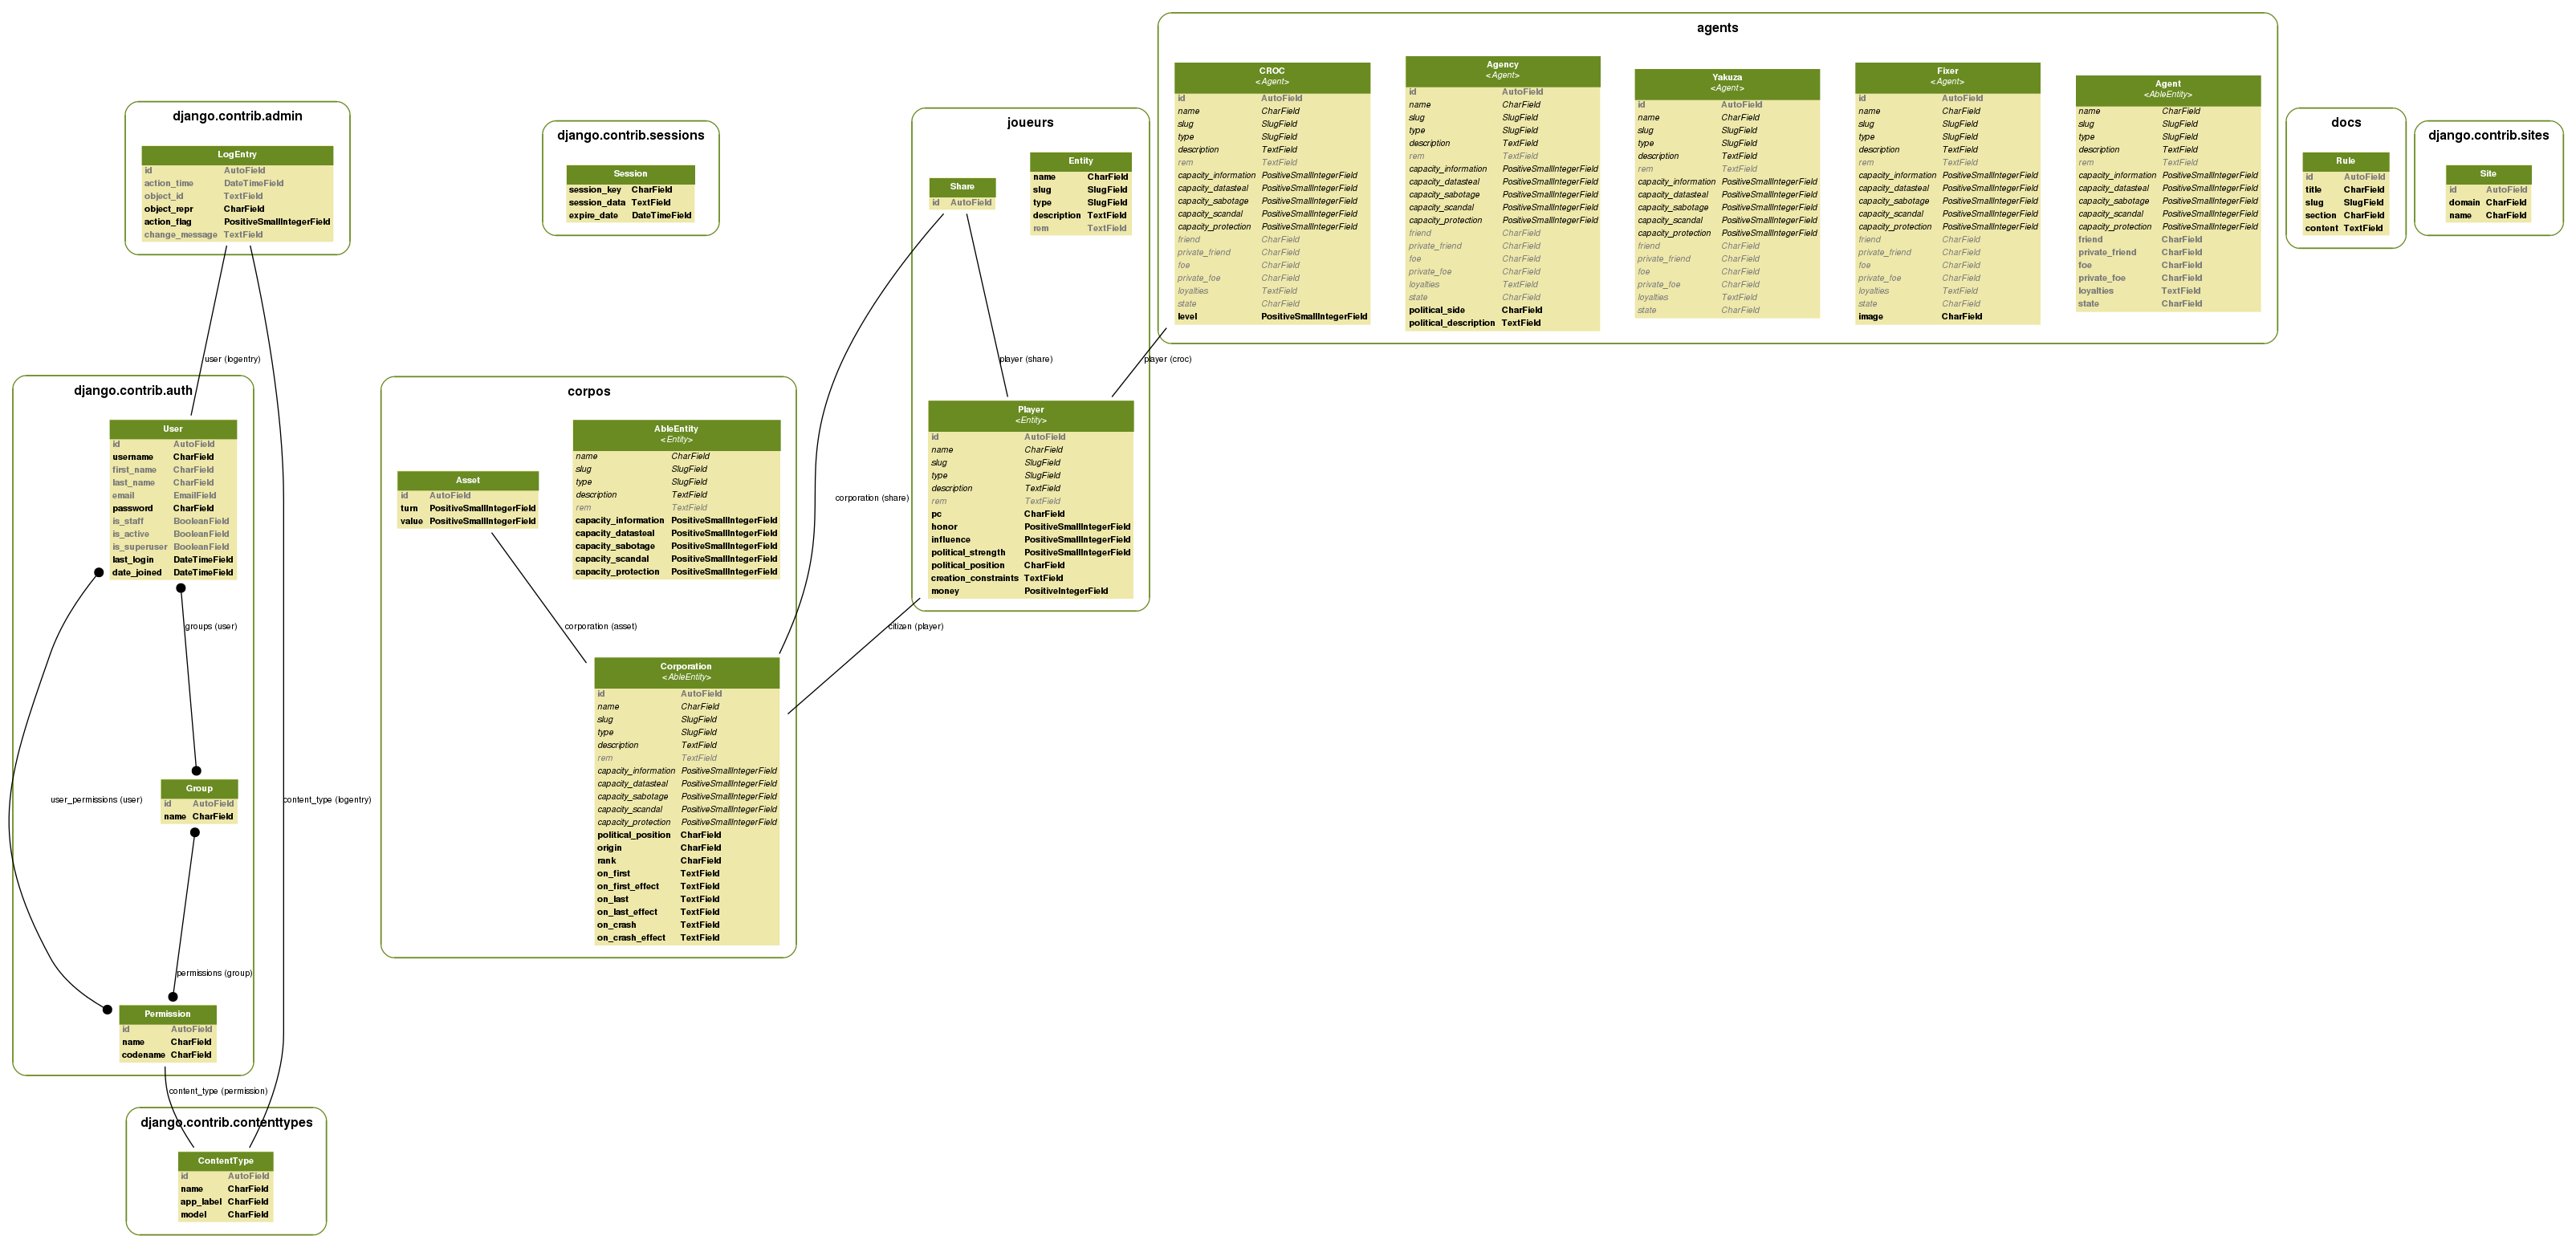 django.contrib.admin
LogEntry
id AutoField
action_time DateTimeField
object_id TextField
object_repr CharField
action_flag PositiveSmallIntegerField
change_message TextField
user (logentry)
content_type (logentry)
django.contrib.auth
User
id AutoField
username CharField
first_name CharField
last_name CharField
email EmailField
password CharField
is_staff BooleanField
is_active BooleanField
is_superuser BooleanField
last_login DateTimeField
date_joined DateTimeField
groups (user)
user_permissions (user)
Group
id AutoField
name CharField
permissions (group)
Permission
id AutoField
name CharField
codename CharField
content_type (permission)
django.contrib.contenttypes
ContentType
id AutoField
name CharField
app_label CharField
model CharField
django.contrib.sessions
Session
session_key CharField
session_data TextField
expire_date DateTimeField
corpos
Asset
id AutoField
turn PositiveSmallIntegerField
value PositiveSmallIntegerField
AbleEntity
<Entity>
name CharField
slug SlugField
type SlugField
description TextField
rem TextField
capacity_information PositiveSmallIntegerField
capacity_datasteal PositiveSmallIntegerField
capacity_sabotage PositiveSmallIntegerField
capacity_scandal PositiveSmallIntegerField
capacity_protection PositiveSmallIntegerField
corporation (asset)
Corporation
<AbleEntity>
id AutoField
name CharField
slug SlugField
type SlugField
description TextField
rem TextField
capacity_information PositiveSmallIntegerField
capacity_datasteal PositiveSmallIntegerField
capacity_sabotage PositiveSmallIntegerField
capacity_scandal PositiveSmallIntegerField
capacity_protection PositiveSmallIntegerField
political_position CharField
origin CharField
rank CharField
on_first TextField
on_first_effect TextField
on_last TextField
on_last_effect TextField
on_crash TextField
on_crash_effect TextField
joueurs
Share
id AutoField
Entity
name CharField
slug SlugField
type SlugField
description TextField
rem TextField
player (share)
player (croc)
corporation (share)
Player
<Entity>
id AutoField
name CharField
slug SlugField
type SlugField
description TextField
rem TextField
pc CharField
honor PositiveSmallIntegerField
influence PositiveSmallIntegerField
political_strength PositiveSmallIntegerField
political_position CharField
creation_constraints TextField
money PositiveIntegerField
citizen (player)
agents
CROC
<Agent>
id AutoField
name CharField
slug SlugField
type SlugField
description TextField
rem TextField
capacity_information PositiveSmallIntegerField
capacity_datasteal PositiveSmallIntegerField
capacity_sabotage PositiveSmallIntegerField
capacity_scandal PositiveSmallIntegerField
capacity_protection PositiveSmallIntegerField
friend CharField
private_friend CharField
foe CharField
private_foe CharField
loyalties TextField
state CharField
level PositiveSmallIntegerField
Agency
<Agent>
id AutoField
name CharField
slug SlugField
type SlugField
description TextField
rem TextField
capacity_information PositiveSmallIntegerField
capacity_datasteal PositiveSmallIntegerField
capacity_sabotage PositiveSmallIntegerField
capacity_scandal PositiveSmallIntegerField
capacity_protection PositiveSmallIntegerField
friend CharField
private_friend CharField
foe CharField
private_foe CharField
loyalties TextField
state CharField
political_side CharField
political_description TextField
Yakuza
<Agent>
id AutoField
name CharField
slug SlugField
type SlugField
description TextField
rem TextField
capacity_information PositiveSmallIntegerField
capacity_datasteal PositiveSmallIntegerField
capacity_sabotage PositiveSmallIntegerField
capacity_scandal PositiveSmallIntegerField
capacity_protection PositiveSmallIntegerField
friend CharField
private_friend CharField
foe CharField
private_foe CharField
loyalties TextField
state CharField
Fixer
<Agent>
id AutoField
name CharField
slug SlugField
type SlugField
description TextField
rem TextField
capacity_information PositiveSmallIntegerField
capacity_datasteal PositiveSmallIntegerField
capacity_sabotage PositiveSmallIntegerField
capacity_scandal PositiveSmallIntegerField
capacity_protection PositiveSmallIntegerField
friend CharField
private_friend CharField
foe CharField
private_foe CharField
loyalties TextField
state CharField
image CharField
Agent
<AbleEntity>
name CharField
slug SlugField
type SlugField
description TextField
rem TextField
capacity_information PositiveSmallIntegerField
capacity_datasteal PositiveSmallIntegerField
capacity_sabotage PositiveSmallIntegerField
capacity_scandal PositiveSmallIntegerField
capacity_protection PositiveSmallIntegerField
friend CharField
private_friend CharField
foe CharField
private_foe CharField
loyalties TextField
state CharField
docs
Rule
id AutoField
title CharField
slug SlugField
section CharField
content TextField
django.contrib.sites
Site
id AutoField
domain CharField
name CharField